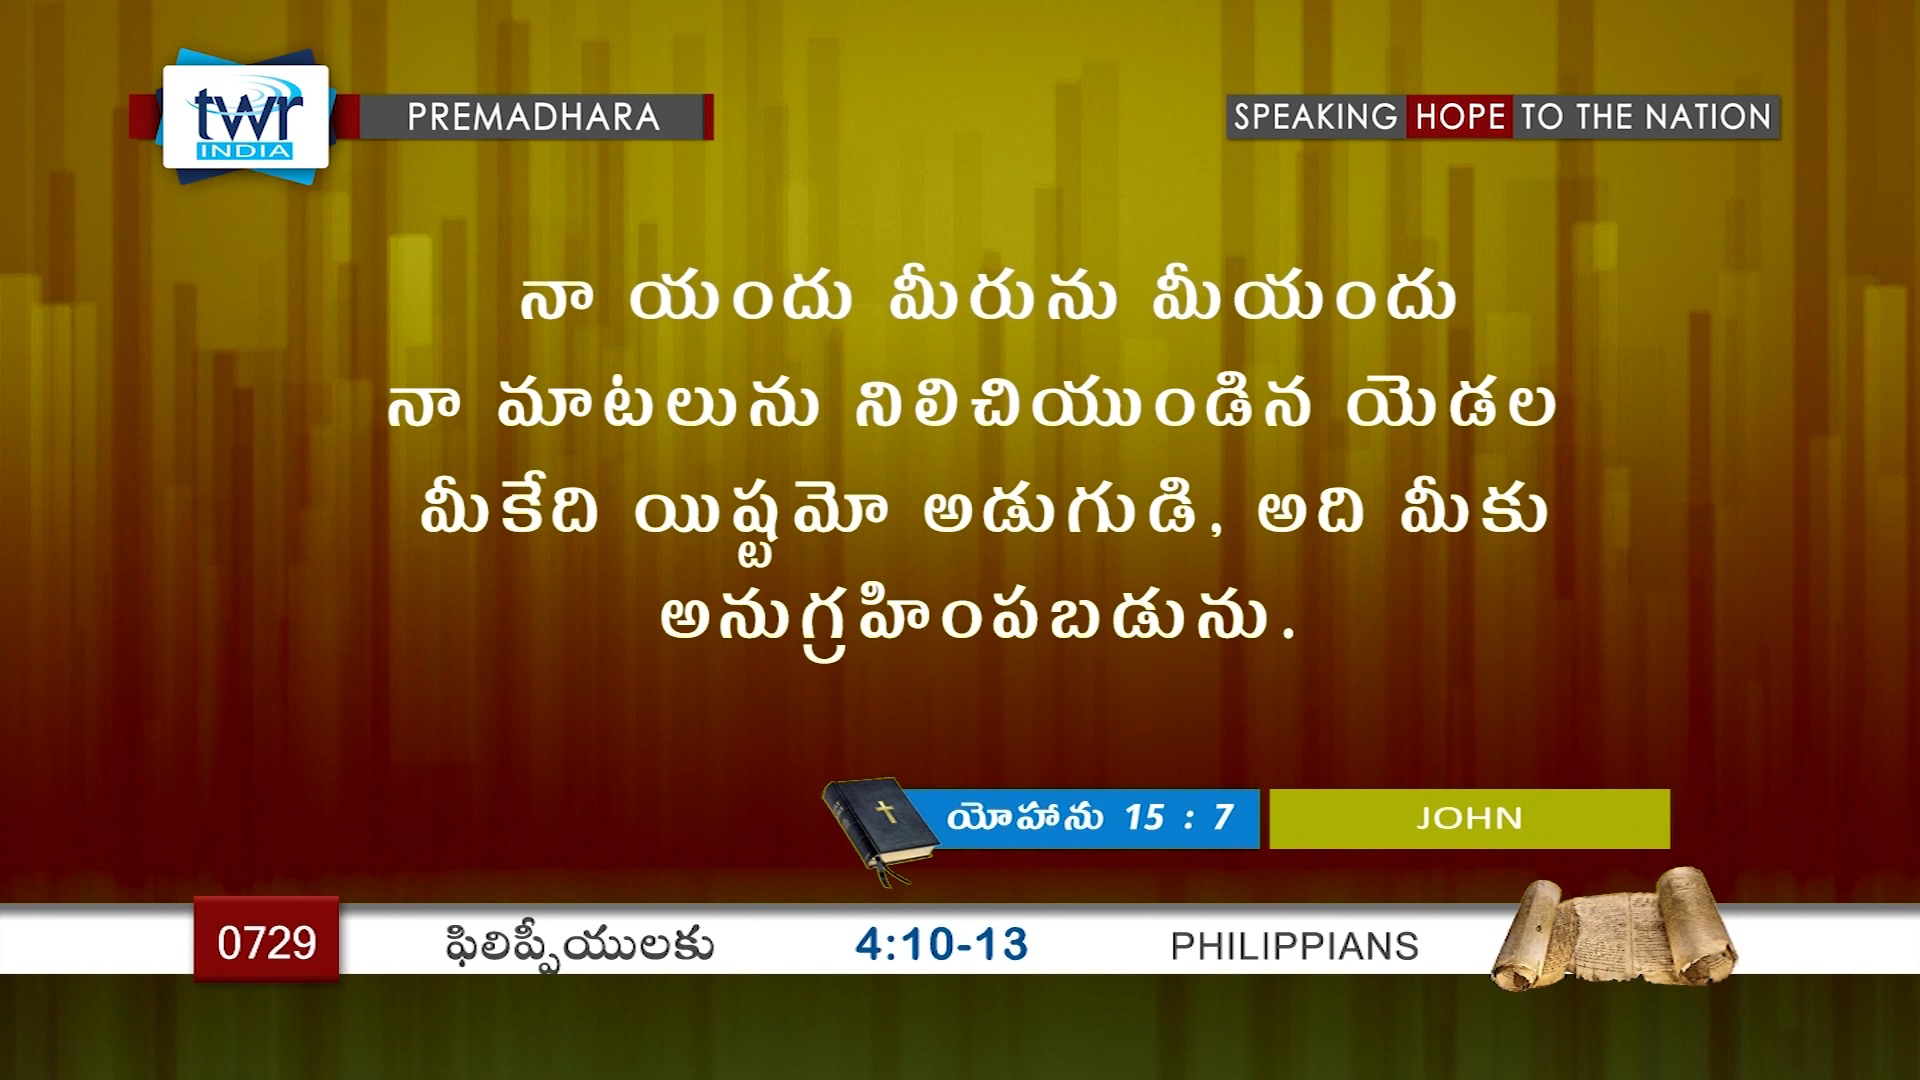 twr
INDIA
PREMADHARA
SPEAKING HOPE TO THE NATION
నా యందు మీరును మీయందు
నా మాటలును నిలిచియుండిన యెడల
మీకేది యిష్టమో అడుగుడి, అది మీకు
అనుగ్రహింపబడును.
యోహాను 15 : 7
JOHN
0729
ఫిలిప్పీయులకు
4:10-13
PHILIPPIANS